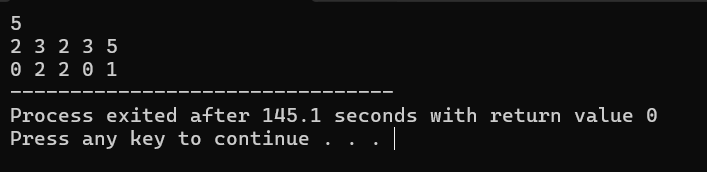 5
2 3 2 3 5
0 2 2 0 1
--------------------------------
Process exited after 145.1 seconds with return value 0
Press any key to continue . . .